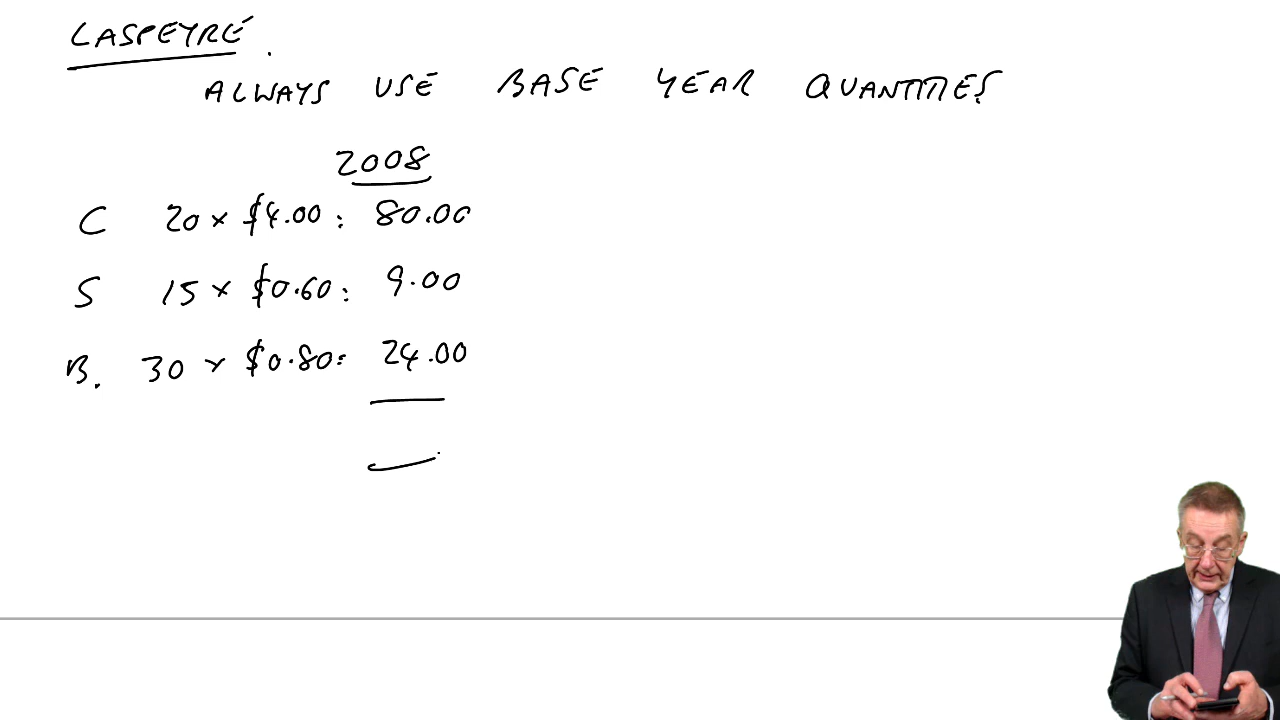 LASPEYRE.
ALWAYS USE BASE YEAR QUANTITIES
2008
C 20 × $4.00 : 80.00
S 15 × $0.60 : 9.00
B. 30 × $0.80 : 24.00